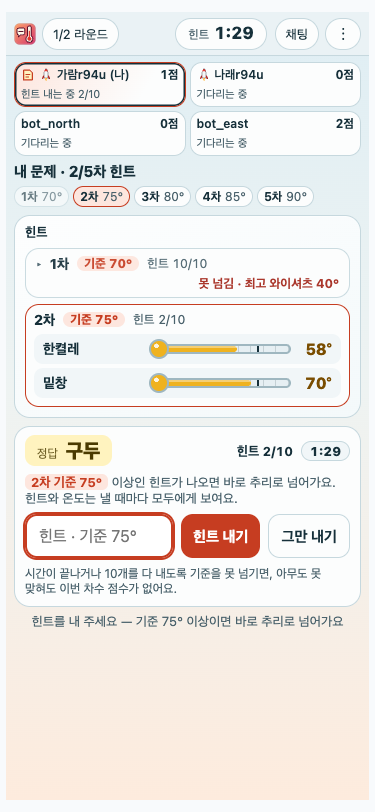 1/2 라운드
힌트 1:29
채팅
⋮
가람r94u (나) 1점
힌트 내는 중 2/10
나래r94u 0점
기다리는 중
bot_north 0점
기다리는 중
bot_east 2점
기다리는 중
내 문제 · 2/5차 힌트
1차 70° 2차 75° 3차 80° 4차 85° 5차 90°
힌트
1차 기준 70° 힌트 10/10
못 넘김 · 최고 와이셔츠 40°
2차 기준 75° 힌트 2/10
한켤레 58°
밑창 70°
정답 구두 힌트 2/10 1:29
2차 기준 75° 이상인 힌트가 나오면 바로 추리로 넘어가요.
힌트와 온도는 낼 때마다 모두에게 보여요.
힌트 · 기준 75° 힌트 내기 그만 내기
시간이 끝나거나 10개를 다 내도록 기준을 못 넘기면, 아무도 못
맞혀도 이번 차수 점수가 없어요.
힌트를 내 주세요 — 기준 75° 이상이면 바로 추리로 넘어가요